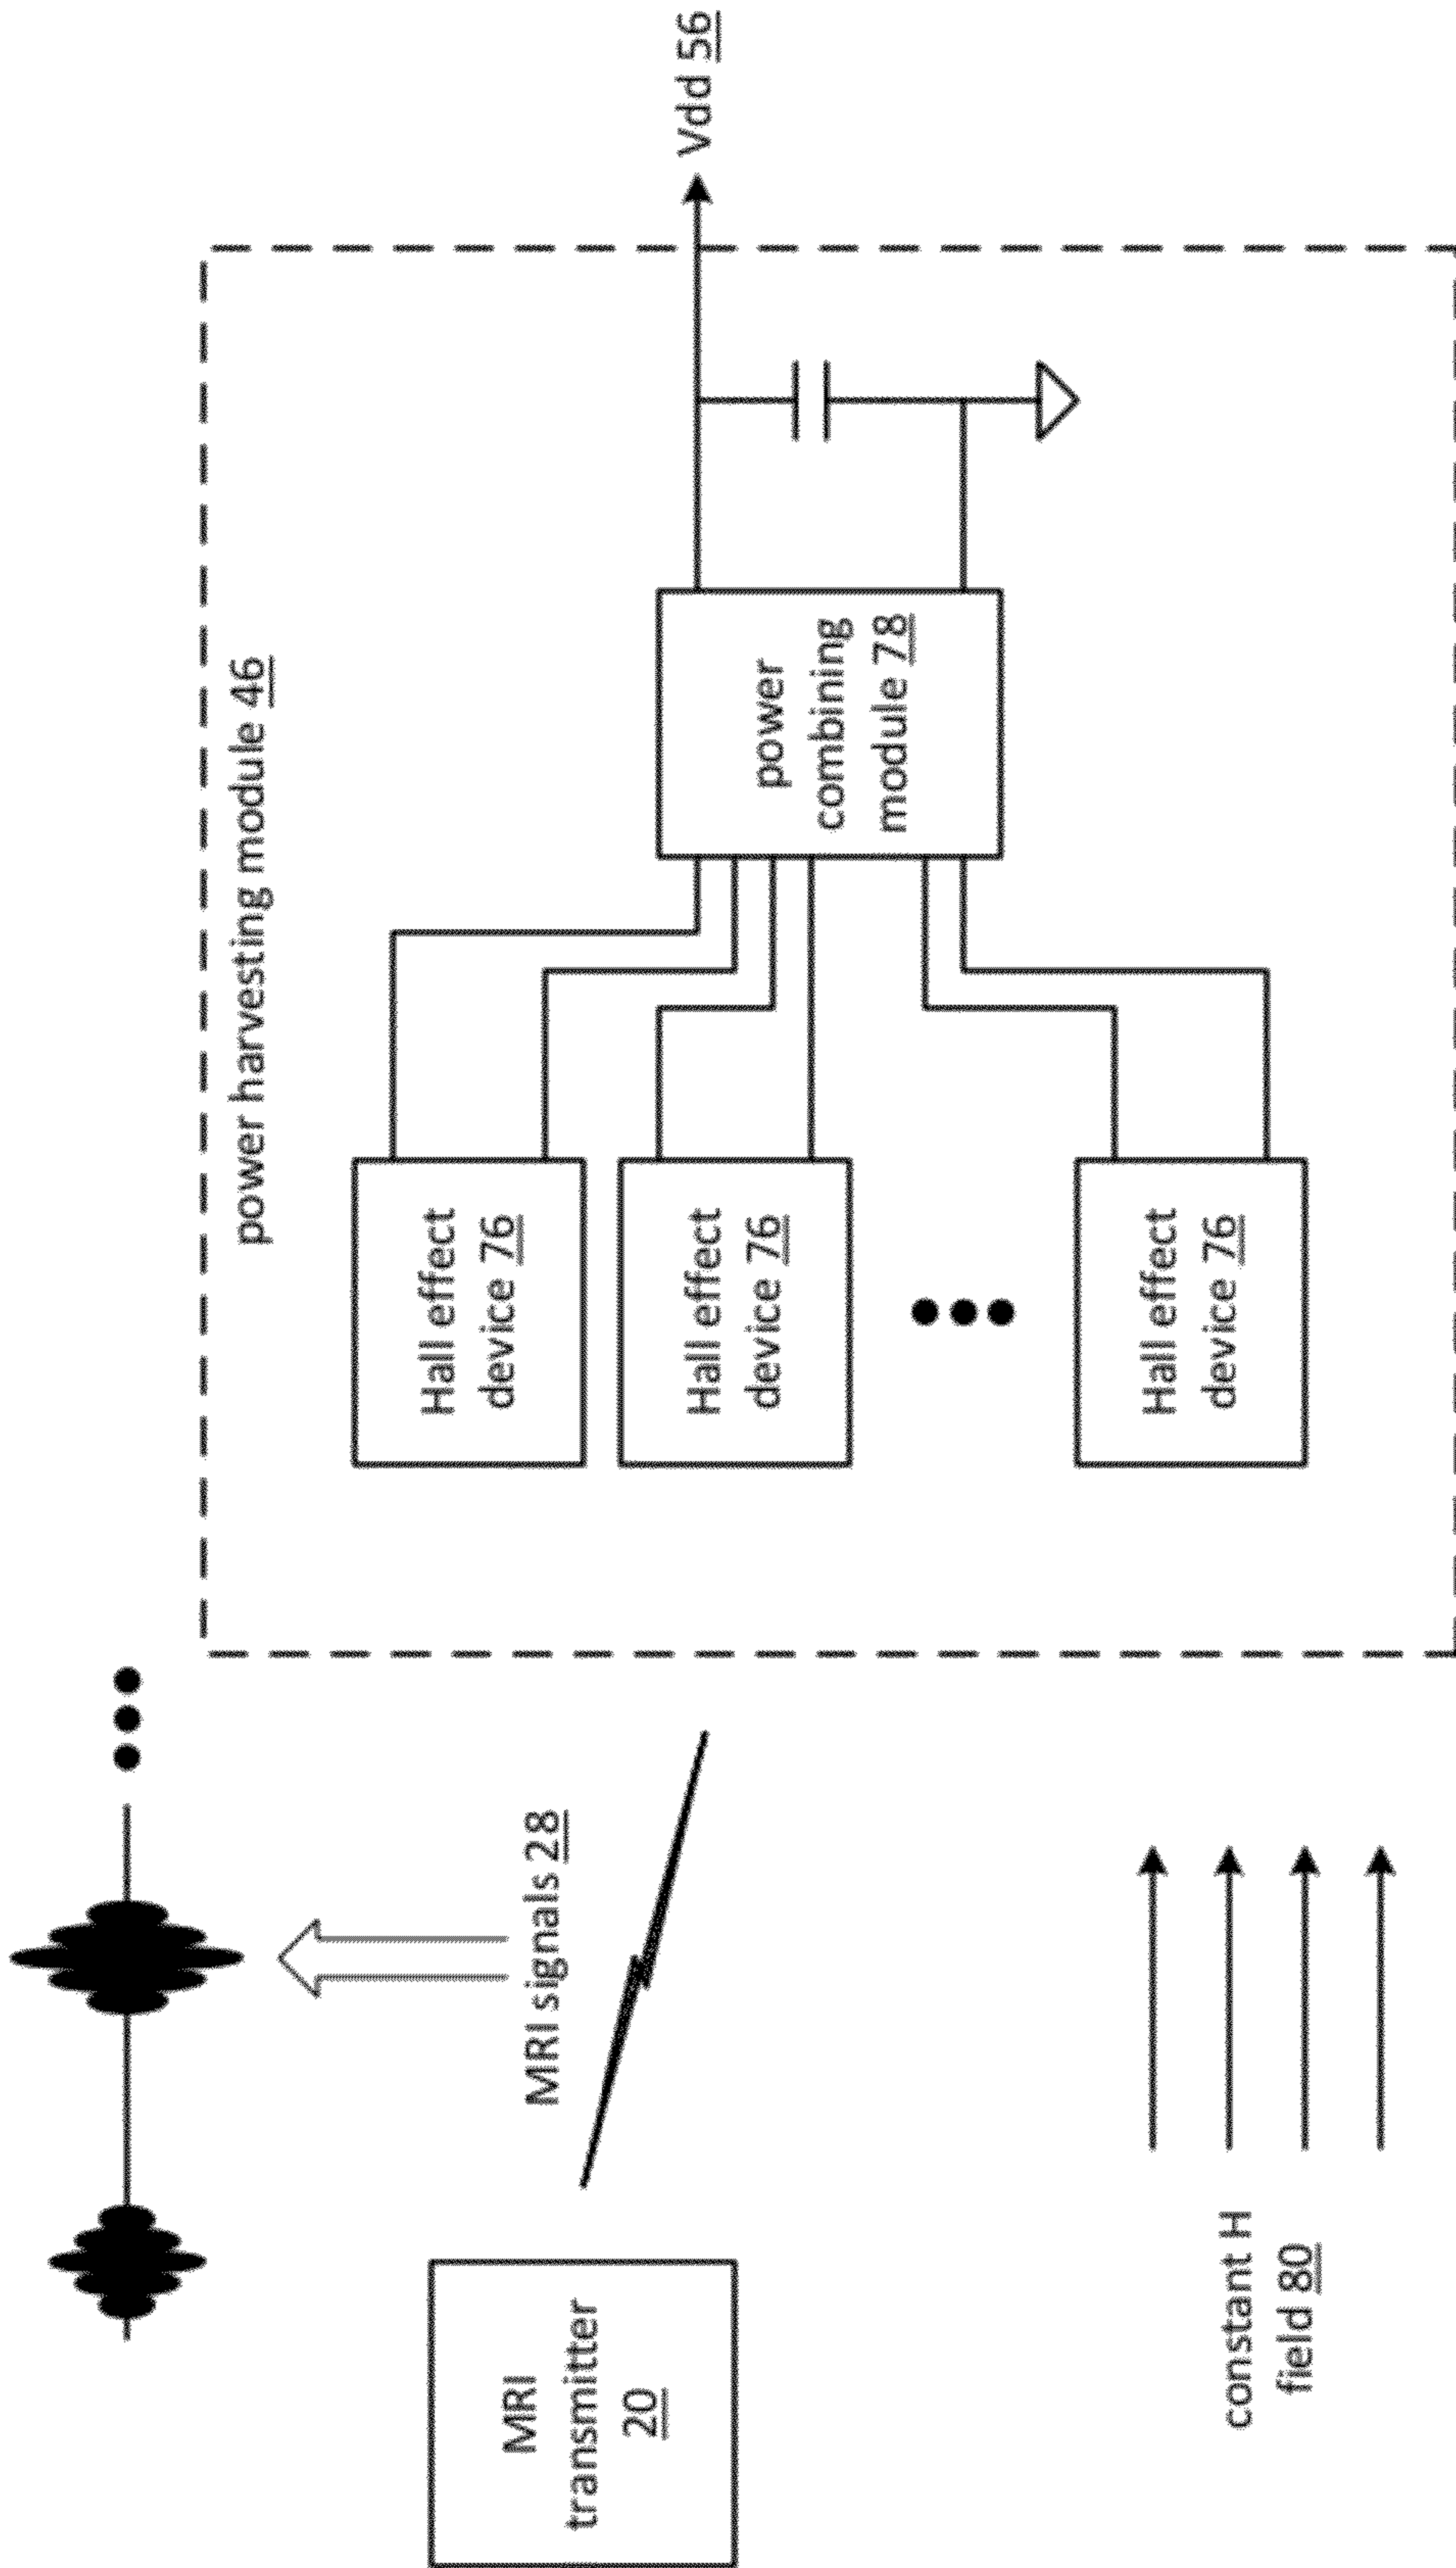 power harvesting module 46
MRI signals 28
MRI
transmitter
20
Hall effect
device 76
Hall effect
device 76
Hall effect
device 76
power
combining
module 78
Vdd 56
constant H
field 80